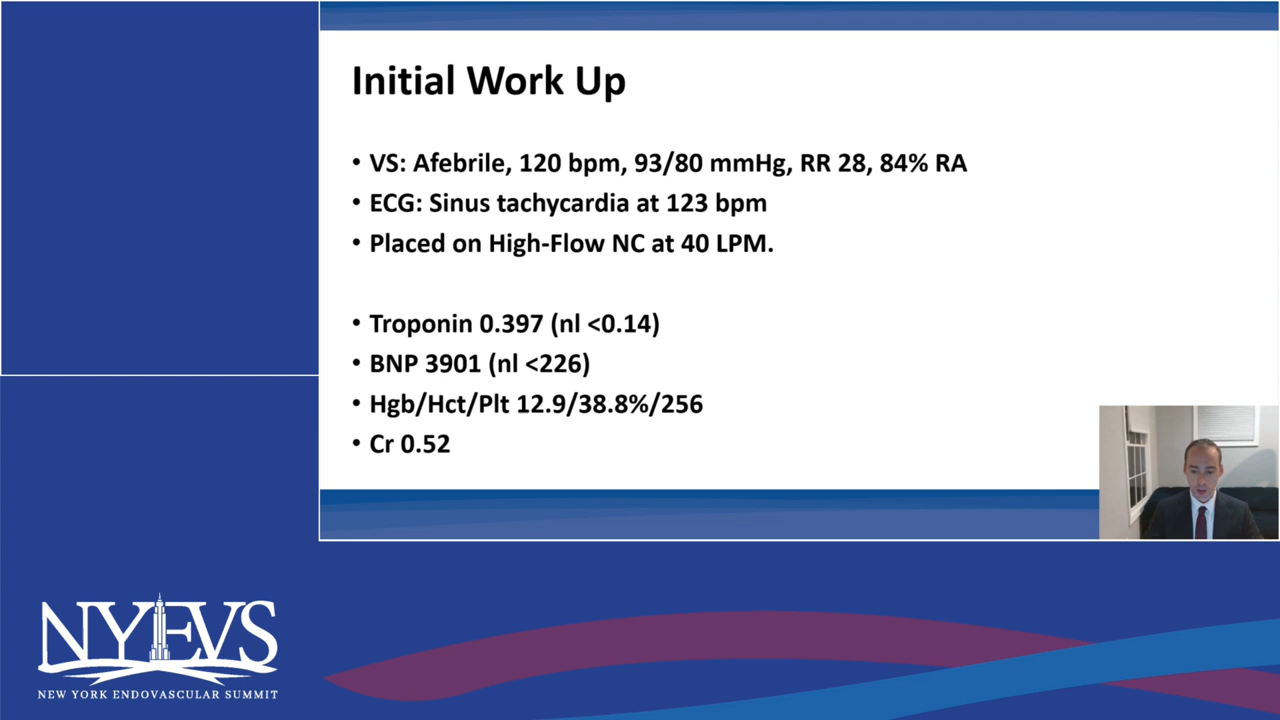 Initial Work Up
• VS: Afebrile, 120 bpm, 93/80 mmHg, RR 28, 84% RA
• ECG: Sinus tachycardia at 123 bpm
• Placed on High-Flow NC at 40 LPM.
• Troponin 0.397 (nl <0.14)
• BNP 3901 (nl <226)
• Hgb/Hct/Plt 12.9/38.8%/256
• Cr 0.52
NYEVS
NEW YORK ENDOVASCULAR SUMMIT